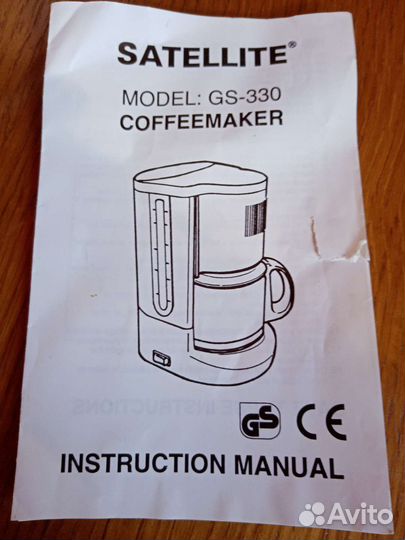 SATELLITE®
MODEL: GS-330
COFFEEMAKER
GS CE
INSTRUCTION MANUAL
Avito